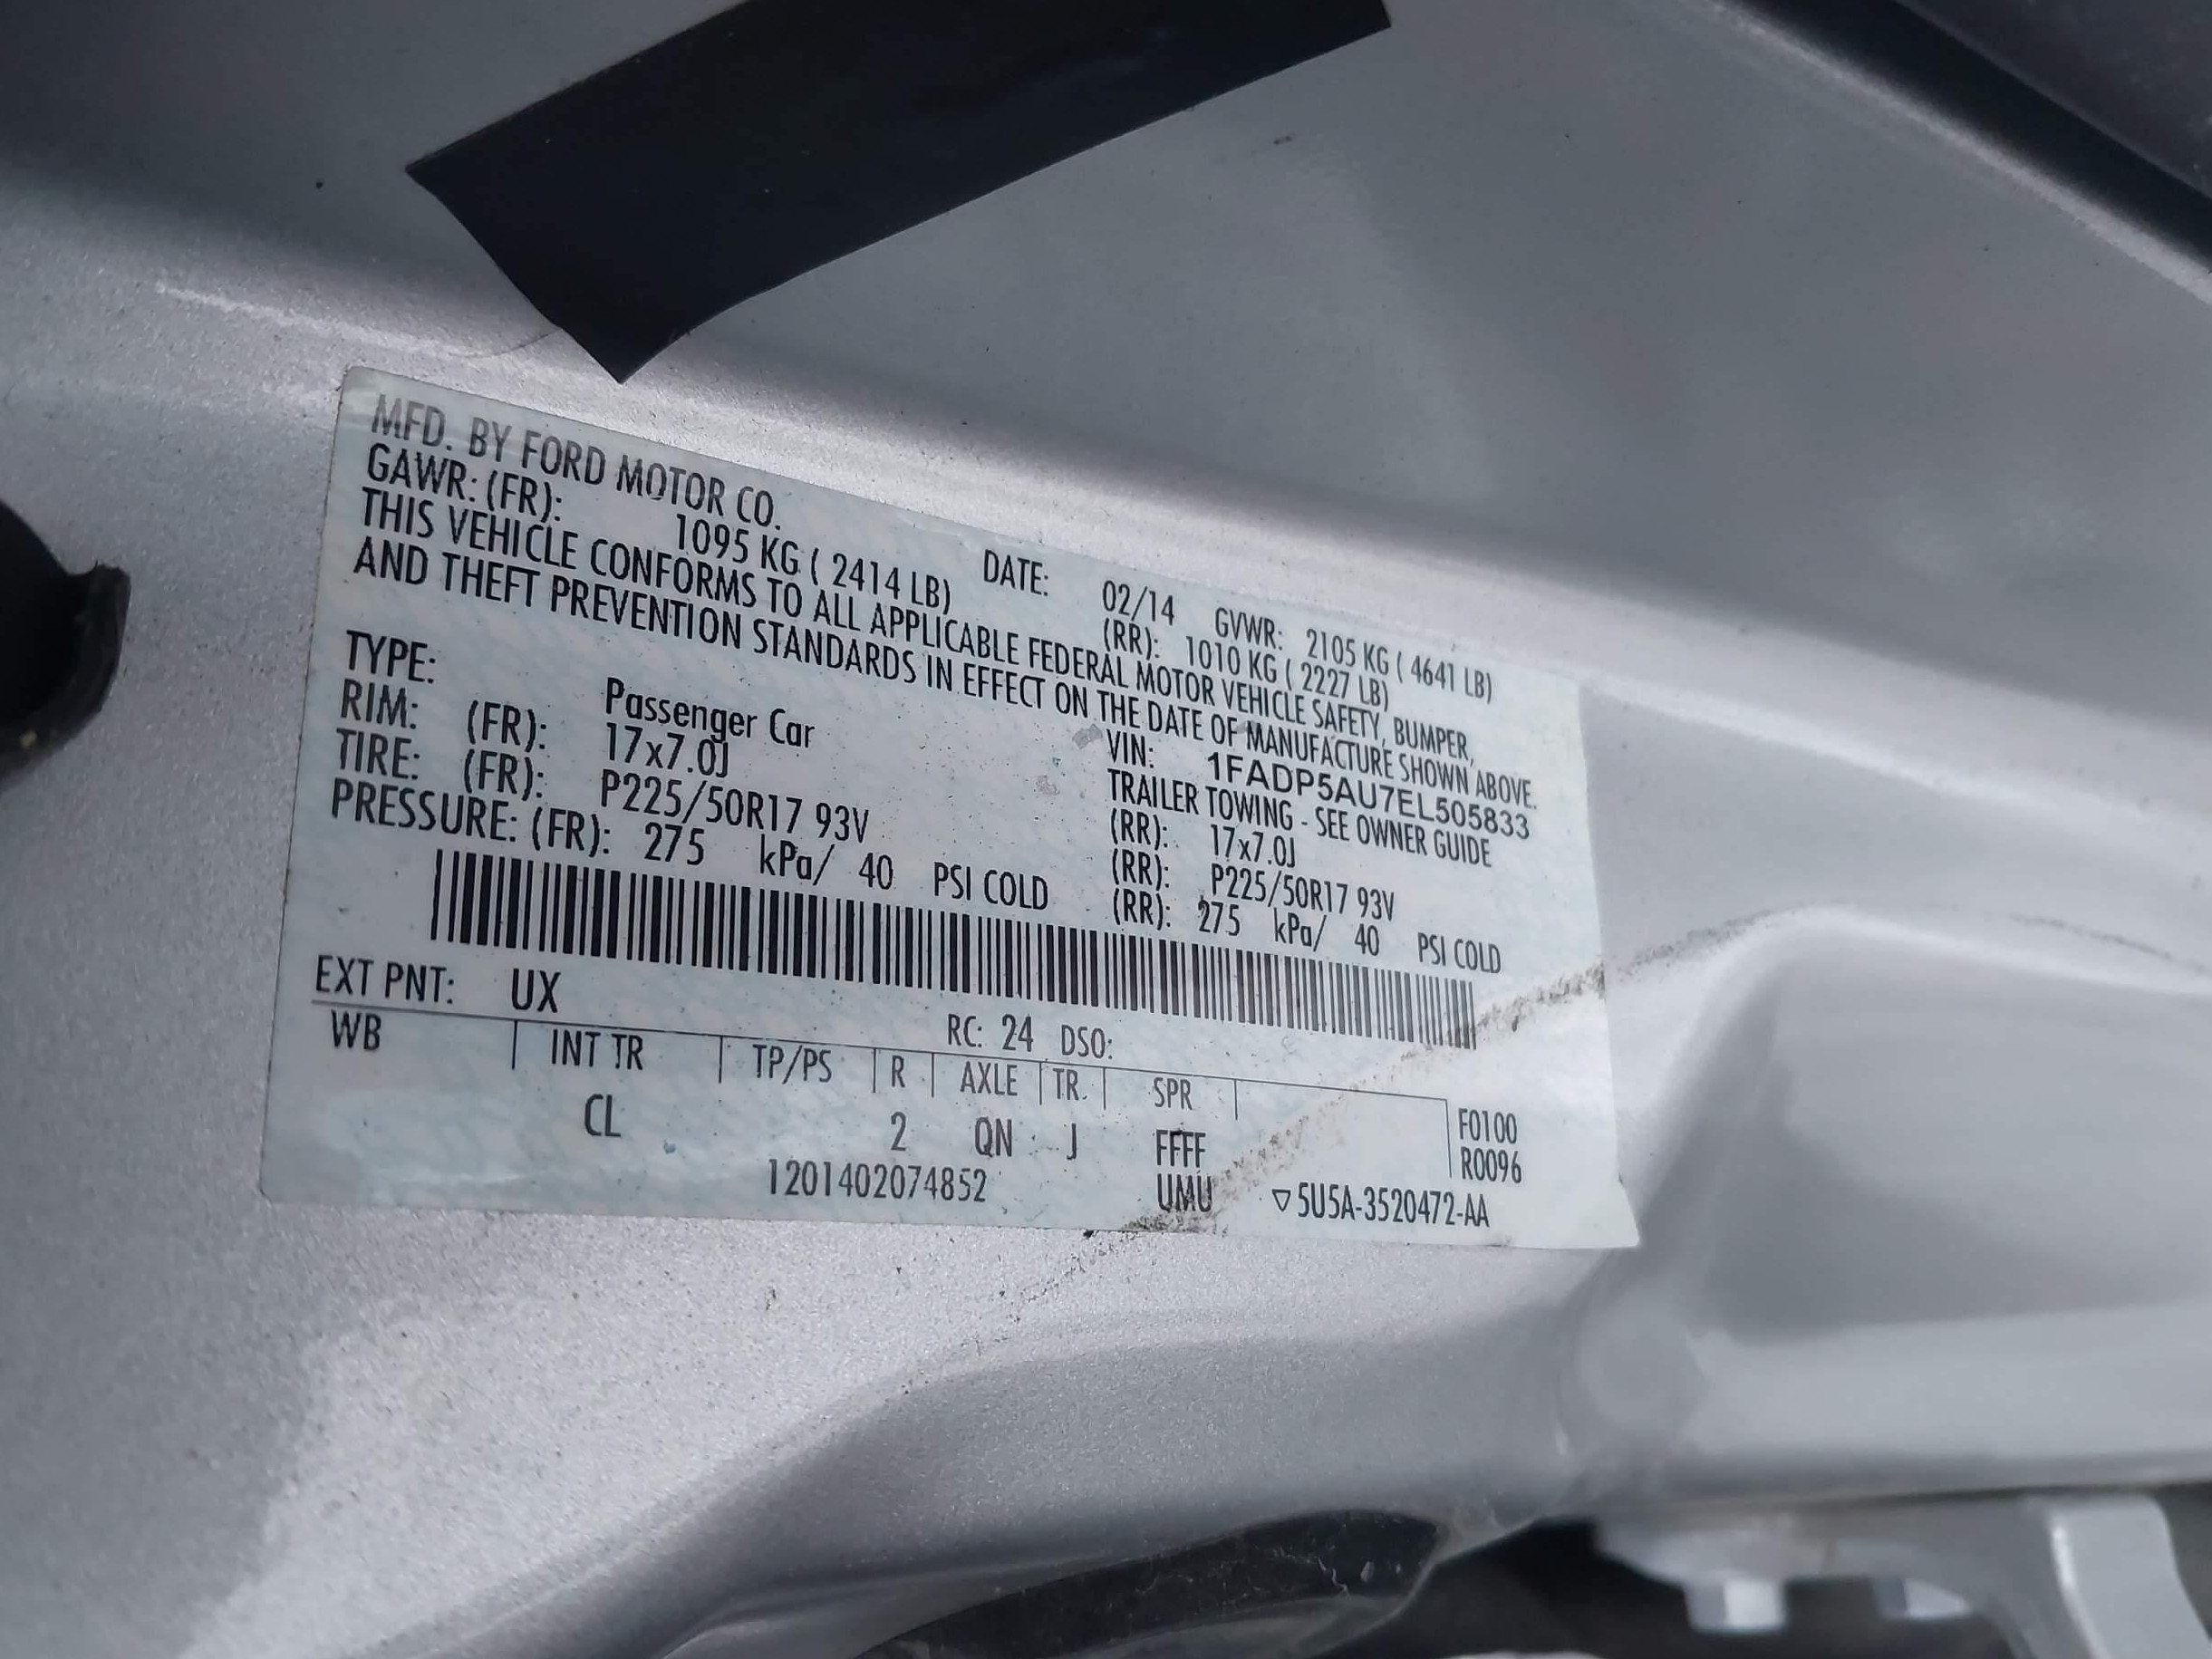 MFD. BY FORD MOTOR CO.
DATE: 02/14 GVWR: 2105 KG ( 4641 LB)
GAWR: (FR): 1095 KG ( 2414 LB) (RR): 1010 KG ( 2227 LB)
THIS VEHICLE CONFORMS TO ALL APPLICABLE FEDERAL MOTOR VEHICLE SAFETY, BUMPER,
AND THEFT PREVENTION STANDARDS IN EFFECT ON THE DATE OF MANUFACTURE SHOWN ABOVE.
VIN: 1FADP5AU7EL505833
TYPE: Passenger Car TRAILER TOWING - SEE OWNER GUIDE
RIM: (FR): 17x7.0J (RR): 17x7.0J
TIRE: (FR): P225/50R17 93V (RR): P225/50R17 93V
PRESSURE: (FR): 275 kPa/ 40 PSI COLD (RR): 275 kPa/ 40 PSI COLD
EXT PNT: UX RC: 24 DSO:
WB INT TR TP/PS R AXLE TR SPR F0100
CL 2 QN J FFFF R0096
1201402074852 UMU ▽5U5A-3520472-AA